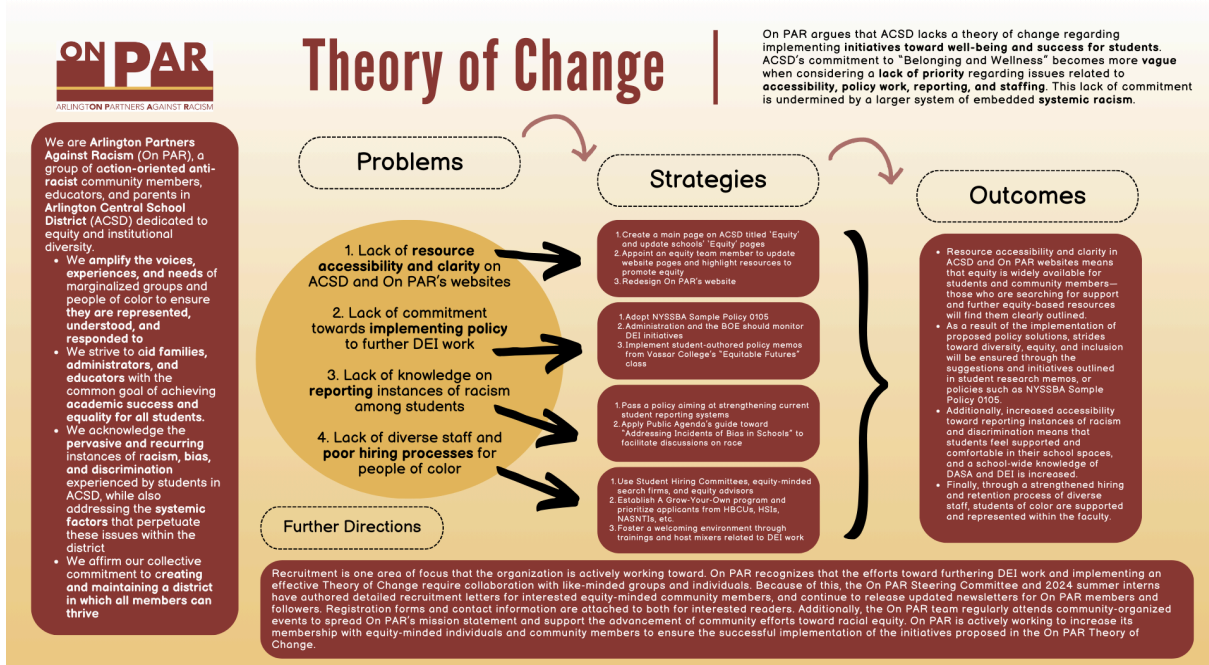 ON PAR
ARLINGTON PARTNERS AGAINST RACISM
Theory of Change
On PAR argues that ACSD lacks a theory of change regarding
implementing initiatives toward well-being and success for students.
ACSD's commitment to "Belonging and Wellness" becomes more vague
when considering a lack of priority regarding issues related to
accessibility, policy work, reporting, and staffing. This lack of commitment
is undermined by a larger system of embedded systemic racism.
We are Arlington Partners
Against Racism (On PAR), a
group of action-oriented anti-
racist community members,
educators, and parents in
Arlington Central School
District (ACSD) dedicated to
equity and institutional
diversity.
• We amplify the voices,
experiences, and needs of
marginalized groups and
people of color to ensure
they are represented,
understood, and
responded to
• We strive to aid families,
administrators, and
educators with the
common goal of achieving
academic success and
equality for all students.
• We acknowledge the
pervasive and recurring
instances of racism, bias,
and discrimination
experienced by students in
ACSD, while also
addressing the systemic
factors that perpetuate
these issues within the
district
• We affirm our collective
commitment to creating
and maintaining a district
in which all members can
thrive
Problems
1. Lack of resource
accessibility and clarity on
ACSD and On PAR's websites
2. Lack of commitment
towards implementing policy
to further DEI work
3. Lack of knowledge on
reporting instances of racism
among students
4. Lack of diverse staff and
poor hiring processes for
people of color
Strategies
1. Create a main page on ACSD titled 'Equity'
and update schools' 'Equity' pages
2. Appoint an equity team member to update
website pages and highlight resources to
promote equity
3. Redesign On PAR's website
1. Adopt NYSSBA Sample Policy 0105
2. Administration and the BOE should monitor
DEI initiatives
3. Implement student-authored policy memos
from Vassar College's "Equitable Futures"
class
1. Pass a policy aiming at strengthening current
student reporting systems
2. Apply Public Agenda's guide toward
"Addressing Incidents of Bias in Schools" to
facilitate discussions on race
1. Use Student Hiring Committees, equity-minded
search firms, and equity advisors
2. Establish A Grow-Your-Own program and
prioritize applicants from HBCUs, HSIs,
NASNTIs, etc.
3. Foster a welcoming environment through
trainings and host mixers related to DEI work
Outcomes
• Resource accessibility and clarity in
ACSD and On PAR websites means
that equity is widely available for
students and community members—
those who are searching for support
and further equity-based resources
will find them clearly outlined.
• As a result of the implementation of
proposed policy solutions, strides
toward diversity, equity, and inclusion
will be ensured through the
suggestions and initiatives outlined
in student research memos, or
policies such as NYSSBA Sample
Policy 0105.
• Additionally, increased accessibility
toward reporting instances of racism
and discrimination means that
students feel supported and
comfortable in their school spaces,
and a school-wide knowledge of
DASA and DEI is increased.
• Finally, through a strengthened hiring
and retention process of diverse
staff, students of color are supported
and represented within the faculty.
Further Directions
Recruitment is one area of focus that the organization is actively working toward. On PAR recognizes that the efforts toward furthering DEI work and implementing an
effective Theory of Change require collaboration with like-minded groups and individuals. Because of this, the On PAR Steering Committee and 2024 summer interns
have authored detailed recruitment letters for interested equity-minded community members, and continue to release updated newsletters for On PAR members and
followers. Registration forms and contact information are attached to both for interested readers. Additionally, the On PAR team regularly attends community-organized
events to spread On PAR's mission statement and support the advancement of community efforts toward racial equity. On PAR is actively working to increase its
membership with equity-minded individuals and community members to ensure the successful implementation of the initiatives proposed in the On PAR Theory of
Change.